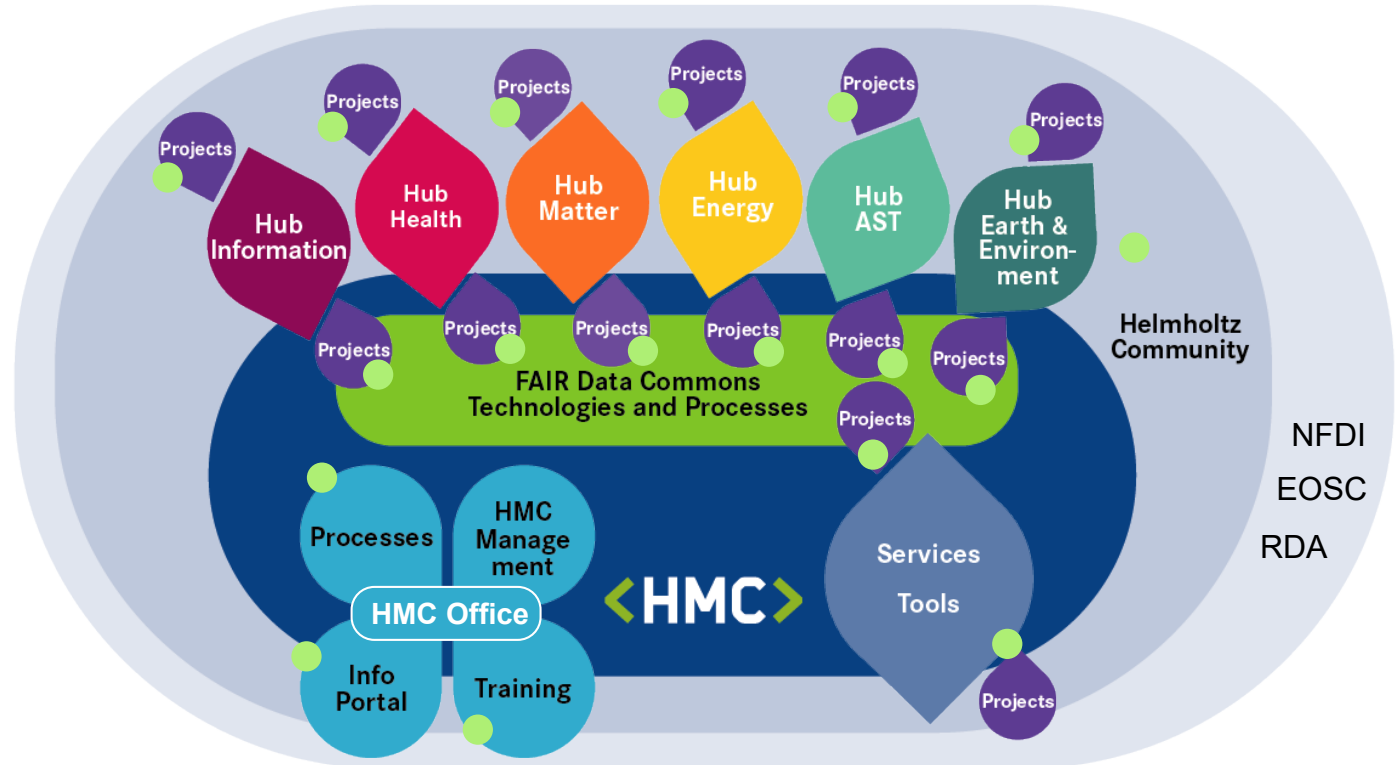 Projects
Projects
Projects
Projects
Projects
Projects
Hub
Information
Hub
Health
Hub
Matter
Hub
Energy
Hub
AST
Hub
Earth &
Environ-
ment
Projects
Projects
Projects
Projects
Projects
Projects
Helmholtz
Community
FAIR Data Commons
Technologies and Processes
Projects
NFDI
EOSC
RDA
Processes
HMC
Manage
ment
HMC Office
Info
Portal
Training
<HMC>
Services
Tools
Projects